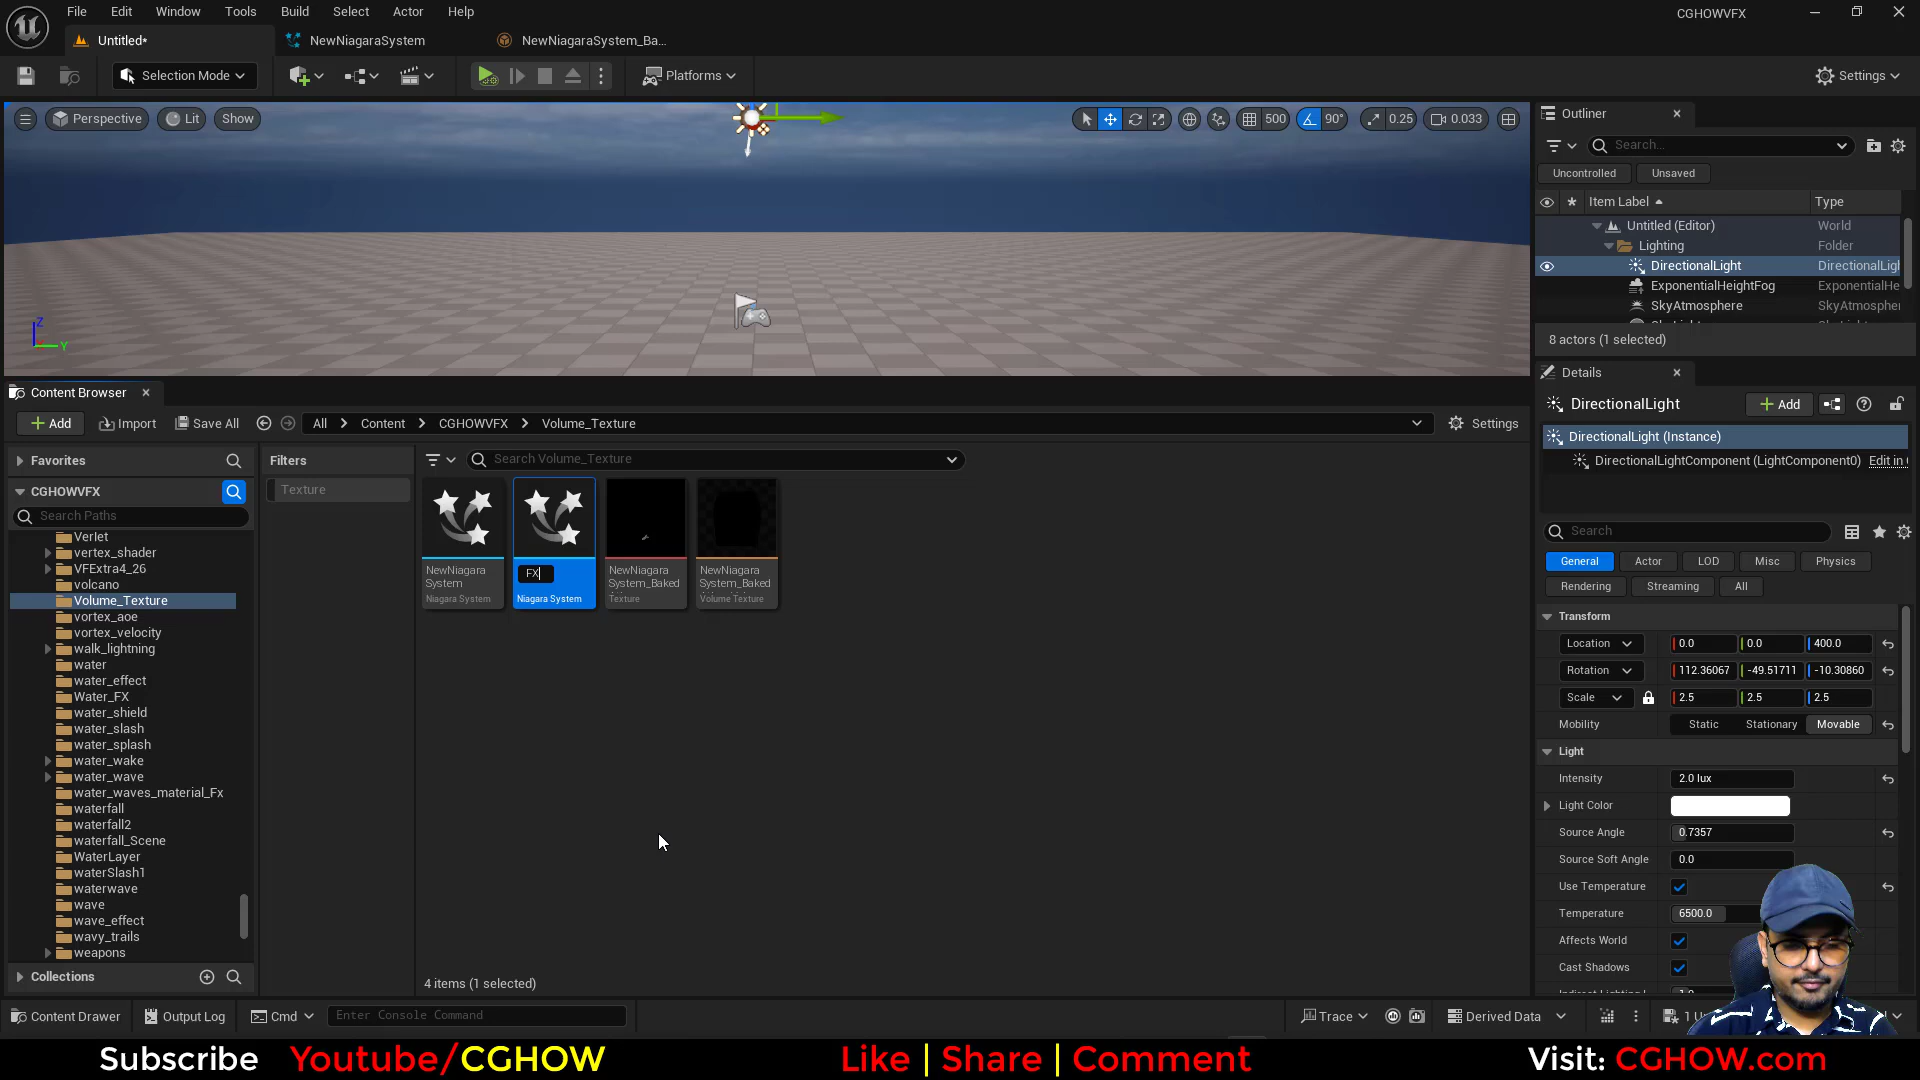 File Edit Window Tools Build Select Actor Help
CGHOWVFX
Untitled* NewNiagaraSystem NewNiagaraSystem_Ba...
Selection Mode Platforms Settings
Perspective Lit Show 500 90° 0.25 0.033
Z
Y
Outliner
Search...
Uncontrolled Unsaved
Item Label Type
Untitled (Editor) World
Lighting Folder
DirectionalLight DirectionalLigh
ExponentialHeightFog ExponentialHe
SkyAtmosphere SkyAtmosphere
8 actors (1 selected)
Content Browser
Add Import Save All All Content CGHOWVFX Volume_Texture Settings
Favorites
CGHOWVFX
Search Paths
Verlet
vertex_shader
VFExtra4_26
volcano
Volume_Texture
vortex_aoe
vortex_velocity
walk_lightning
water
water_effect
Water_FX
water_shield
water_slash
water_splash
water_wake
water_wave
water_waves_material_Fx
waterfall
waterfall2
waterfall_Scene
WaterLayer
waterSlash1
waterwave
wave
wave_effect
wavy_trails
weapons
Collections
Filters
Texture
Search Volume_Texture
NewNiagara
System
Niagara System
FX
Niagara System
NewNiagara
System_Baked
Texture
NewNiagara
System_Baked
Volume Texture
4 items (1 selected)
Details
DirectionalLight Add
DirectionalLight (Instance)
DirectionalLightComponent (LightComponent0) Edit in
Search
General Actor LOD Misc Physics
Rendering Streaming All
Transform
Location 0.0 0.0 400.0
Rotation 112.36067 -49.51711 -10.30860
Scale 2.5 2.5 2.5
Mobility Static Stationary Movable
Light
Intensity 2.0 lux
Light Color
Source Angle 0.7357
Source Soft Angle 0.0
Use Temperature
Temperature 6500.0
Affects World
Cast Shadows
Content Drawer Output Log Cmd Enter Console Command Trace Derived Data
Subscribe Youtube/CGHOW Like | Share | Comment Visit: CGHOW.com